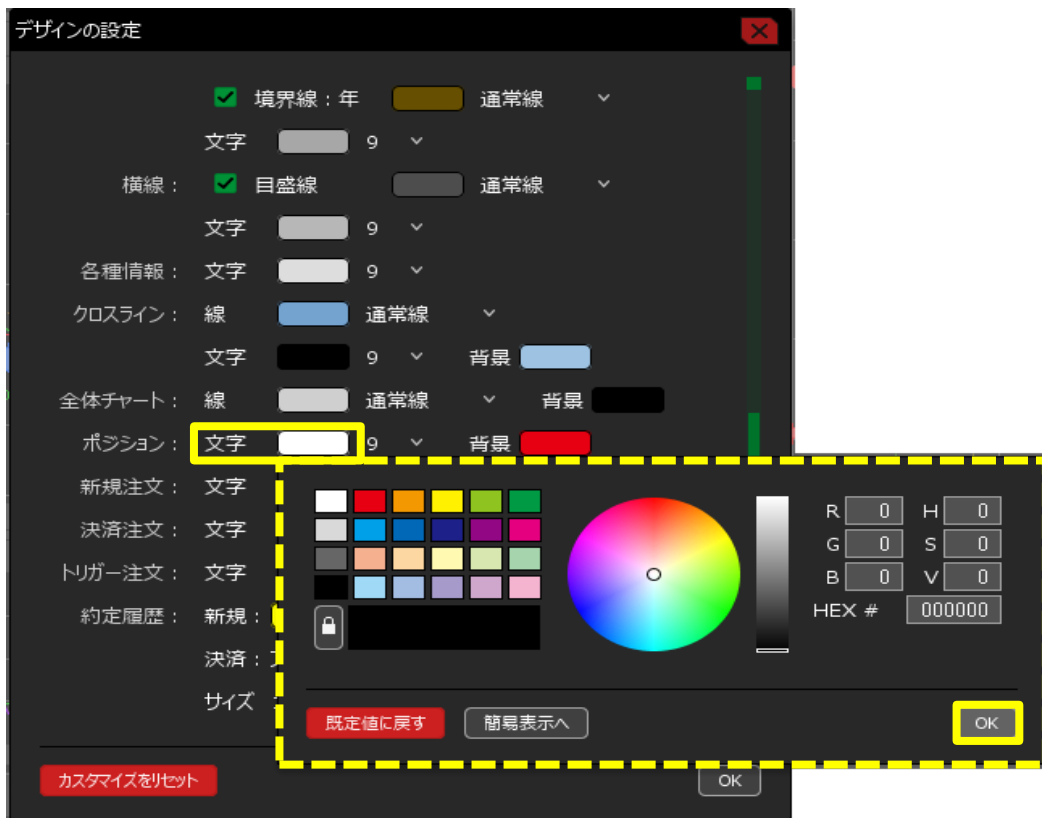 デザインの設定
境界線：年 通常線
文字 9
横線： 目盛線 通常線
文字 9
各種情報： 文字 9
クロスライン： 線 通常線
文字 9 背景
全体チャート： 線 通常線 背景
ポジション： 文字 9 背景
新規注文： 文字
決済注文： 文字
トリガー注文： 文字
約定履歴： 新規：
決済：
サイズ
R 0 H 0
G 0 S 0
B 0 V 0
HEX # 000000
既定値に戻す 簡易表示へ OK
カスタマイズをリセット OK